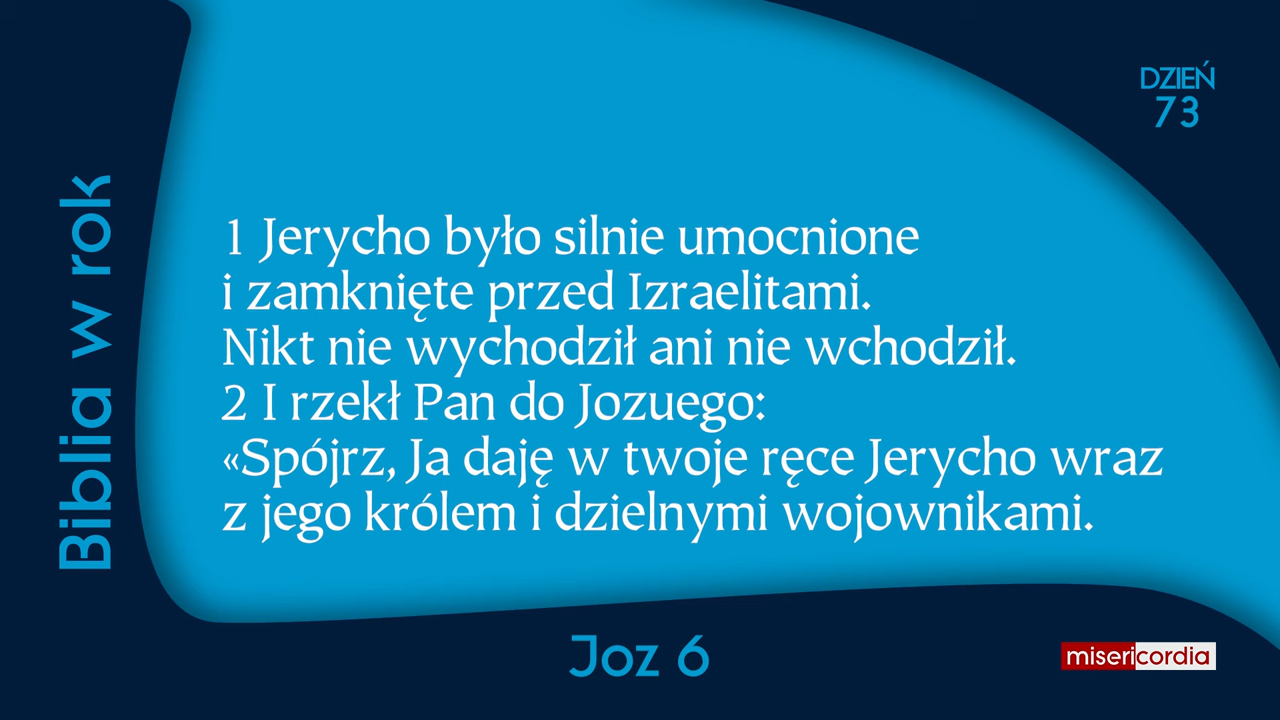 DZIEŃ
73
Biblia w rok
1 Jerycho było silnie umocnione
i zamknięte przed Izraelitami.
Nikt nie wychodził ani nie wchodził.
2 I rzekł Pan do Jozuego:
«Spójrz, Ja daję w twoje ręce Jerycho wraz
z jego królem i dzielnymi wojownikami.
Joz 6
misericordia